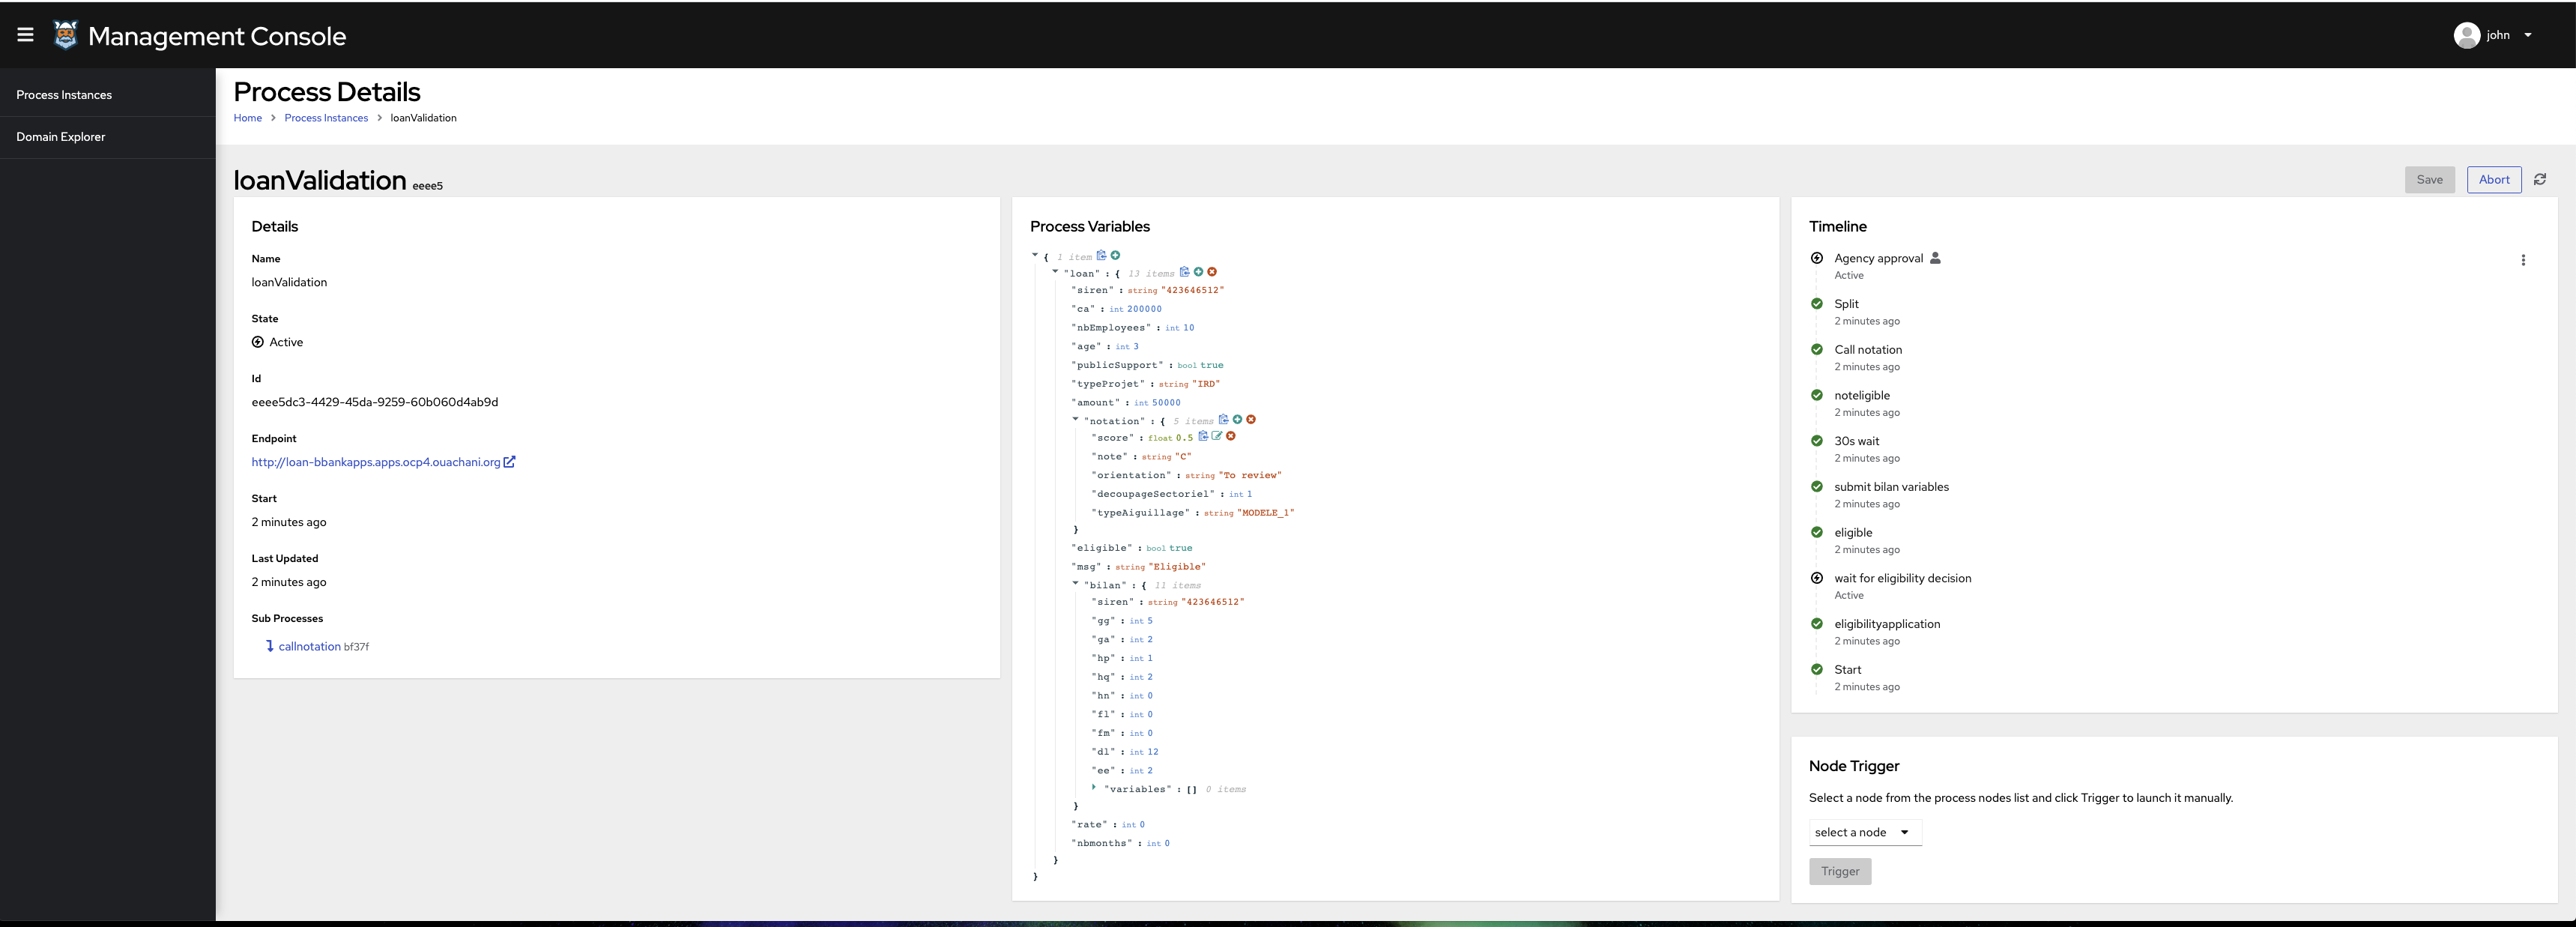 Management Console
john
Process Instances
Domain Explorer
Process Details
Home > Process Instances > loanValidation
loanValidation eeee5
Save
Abort
Details
Name
loanValidation
State
Active
Id
eeee5dc3-4429-45da-9259-60b060d4ab9d
Endpoint
http://loan-bbankapps.apps.ocp4.ouachani.org
Start
2 minutes ago
Last Updated
2 minutes ago
Sub Processes
callnotation bf37f
Process Variables
{ 1 item
"loan" : { 13 items
"siren" : string "423646512"
"ca" : int 200000
"nbEmployees" : int 10
"age" : int 3
"publicSupport" : bool true
"typeProjet" : string "IRD"
"amount" : int 50000
"notation" : { 5 items
"score" : float 0.5
"note" : string "C"
"orientation" : string "To review"
"decoupageSectoriel" : int 1
"typeAiguillage" : string "MODELE_1"
}
"eligible" : bool true
"msg" : string "Eligible"
"bilan" : { 11 items
"siren" : string "423646512"
"gg" : int 5
"ga" : int 2
"hp" : int 1
"hq" : int 2
"hn" : int 0
"fl" : int 0
"fm" : int 0
"dl" : int 12
"ee" : int 2
"variables" : [] 0 items
}
"rate" : int 0
"nbmonths" : int 0
}
}
Timeline
Agency approval
Active
Split
2 minutes ago
Call notation
2 minutes ago
noteligible
2 minutes ago
30s wait
2 minutes ago
submit bilan variables
2 minutes ago
eligible
2 minutes ago
wait for eligibility decision
Active
eligibilityapplication
2 minutes ago
Start
2 minutes ago
Node Trigger
Select a node from the process nodes list and click Trigger to launch it manually.
select a node
Trigger